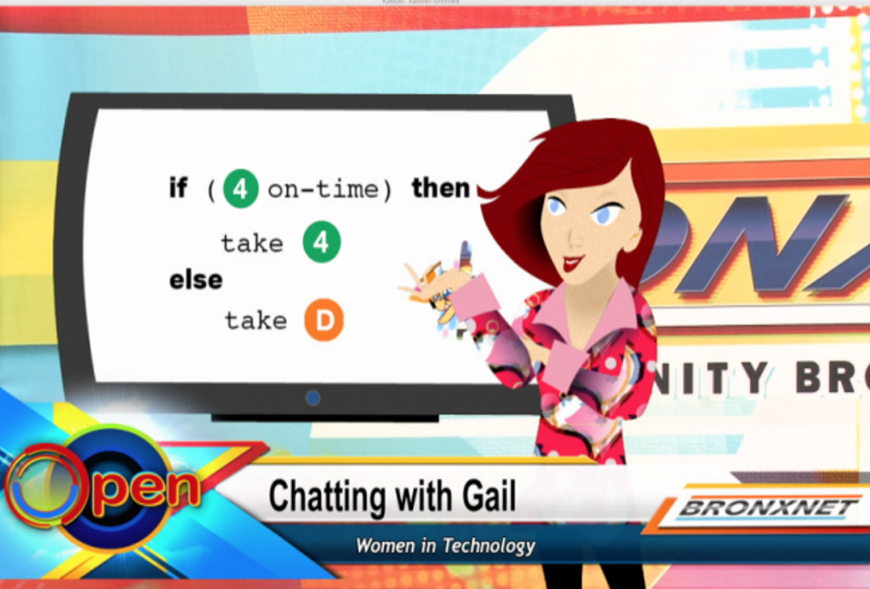 if ( 4 on-time) then
take 4
else
take D
NITY BRO
Open
Chatting with Gail
BRONXNET
Women in Technology